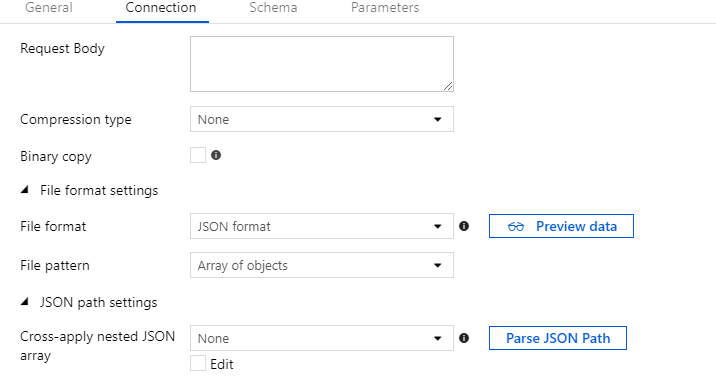 General Connection Schema Parameters
Request Body
Compression type None
Binary copy
File format settings
File format JSON format Preview data
File pattern Array of objects
JSON path settings
Cross-apply nested JSON None Parse JSON Path
array
Edit